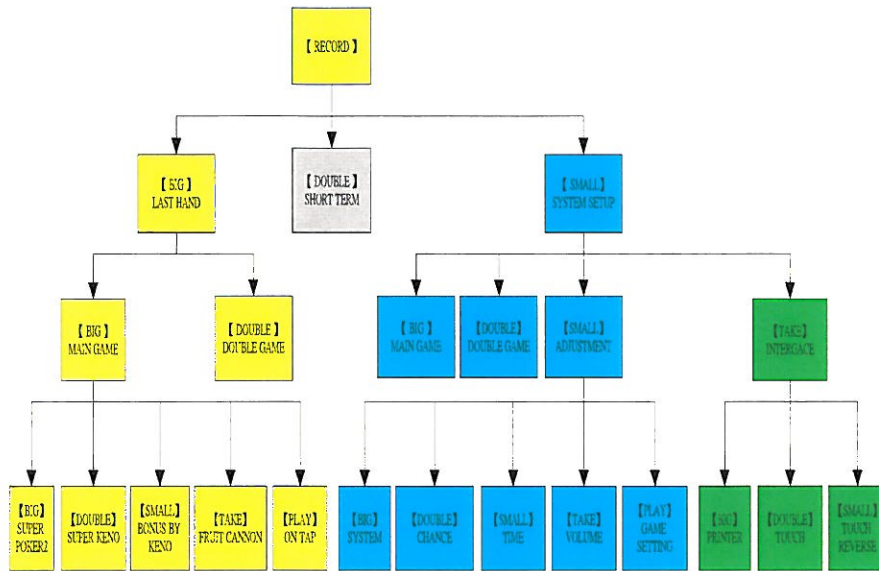 【 RECORD 】
【 BIG 】
LAST HAND
【 DOUBLE 】
SHORT TERM
【 SMALL】
SYSTEM SETUP
【 BIG 】
MAIN GAME
【 DOUBLE 】
DOUBLE GAME
【 BIG 】
MAIN GAME
【DOUBLE 】
DOUBLE GAME
【SMALL】
ADJUSTMENT
【TAKE】
INTERGACE
【BIG】
SUPER
POKER2
【DOUBLE】
SUPER KENO
【SMALL】
BONUS BY
KENO
【TAKE】
FRUIT CANNON
【PLAY】
ON TAP
【BIG】
SYSTEM
【DOUBLE】
CHANCE
【SMALL】
TIME
【TAKE】
VOLUME
【PLAY】
GAME
SETTING
【BIG】
PRINTER
【DOUBLE】
TOUCH
【SMALL】
TOUCH
REVERSE